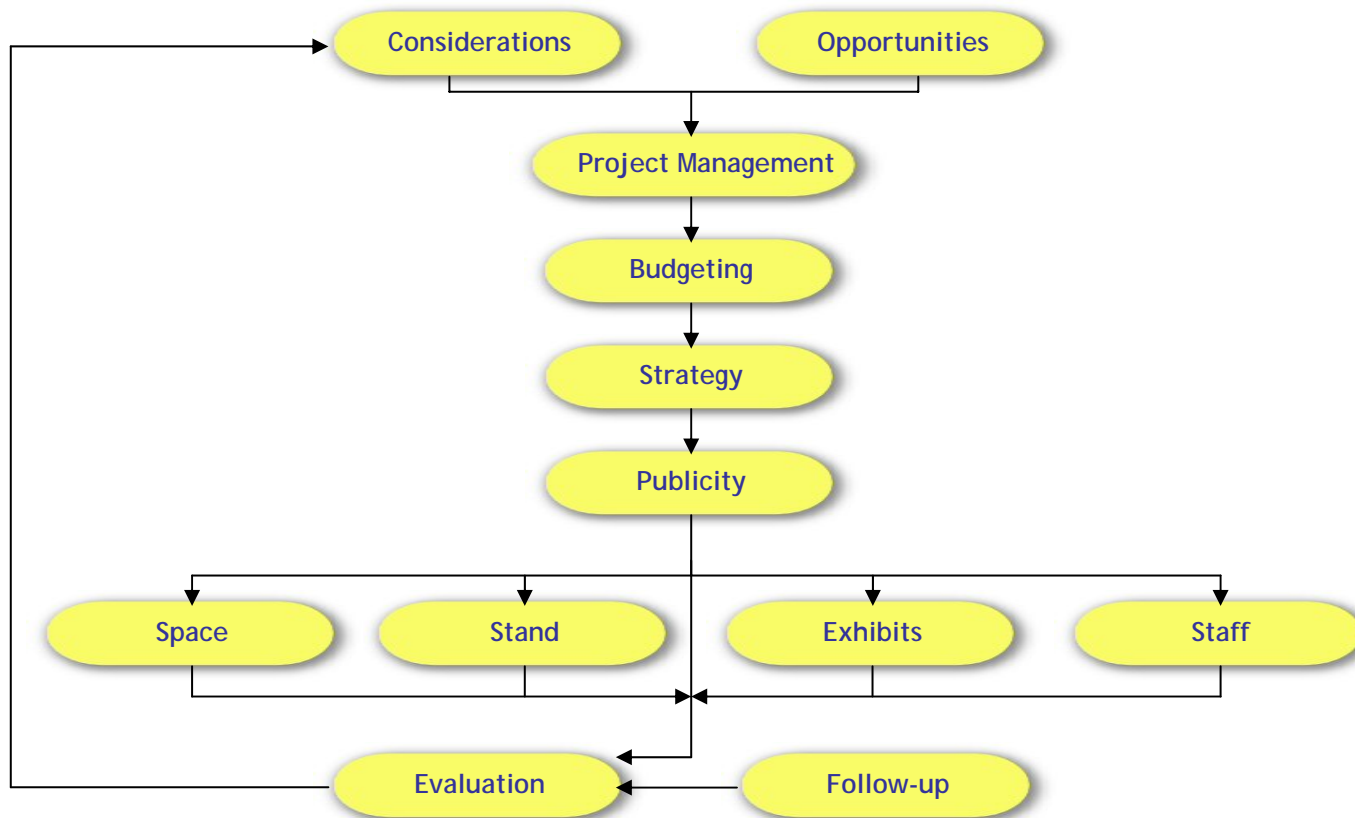 Considerations
Opportunities
Project Management
Budgeting
Strategy
Publicity
Space
Stand
Exhibits
Staff
Evaluation
Follow-up